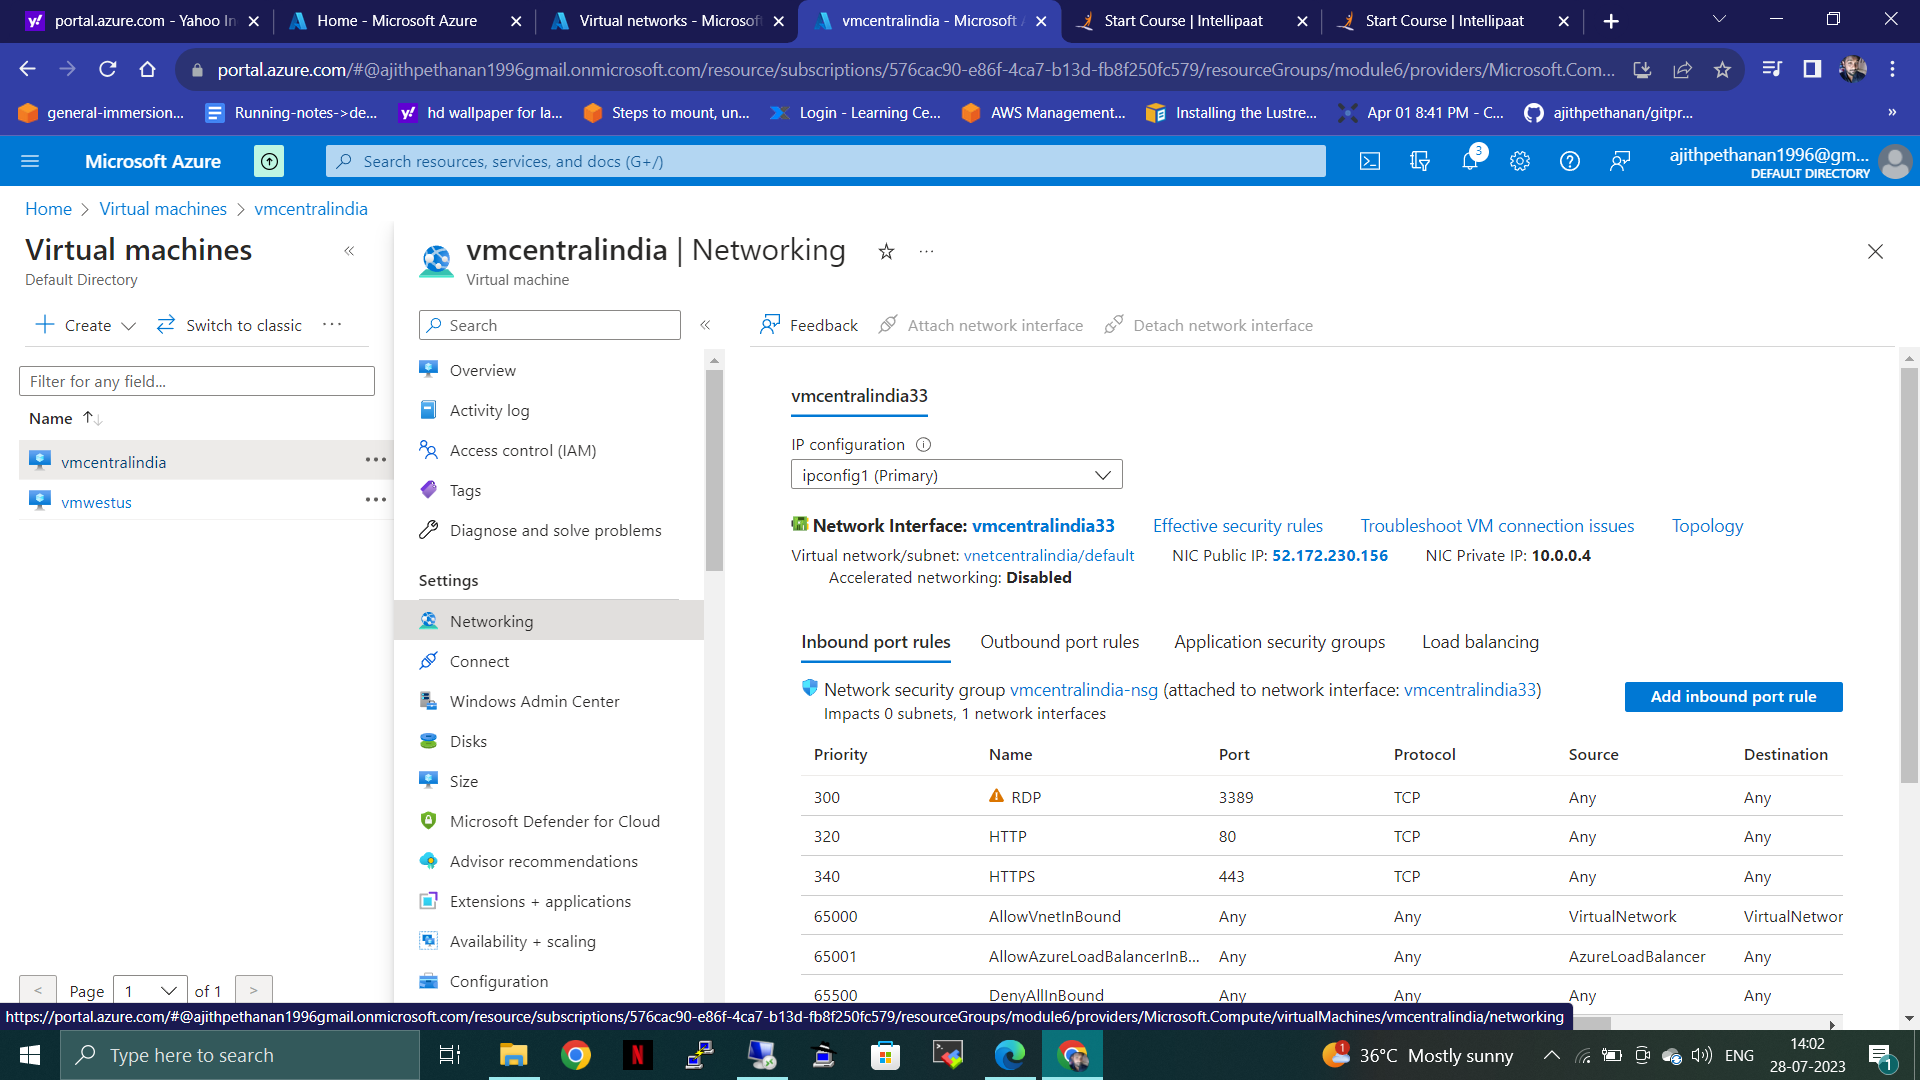 portal.azure.com - Yahoo In
Home - Microsoft Azure
Virtual networks - Microsoft
vmcentralindia - Microsoft A
Start Course | Intellipaat
Start Course | Intellipaat
portal.azure.com/#@ajithpethanan1996gmail.onmicrosoft.com/resource/subscriptions/576cac90-e86f-4ca7-b13d-fb8f250fc579/resourceGroups/module6/providers/Microsoft.Com...
general-immersion...
Running-notes->de...
hd wallpaper for la...
Steps to mount, un...
Login - Learning Ce...
AWS Management...
Installing the Lustre...
Apr 01 8:41 PM - C...
ajithpethanan/gitpr...
»
Microsoft Azure
Search resources, services, and docs (G+/)
3
ajithpethanan1996@gm...
DEFAULT DIRECTORY
Home > Virtual machines > vmcentralindia
Virtual machines
Default Directory
Create
Switch to classic
...
Filter for any field...
Name
vmcentralindia
vmwestus
< Page 1 of 1 >
vmcentralindia | Networking
Virtual machine
Search
Overview
Activity log
Access control (IAM)
Tags
Diagnose and solve problems
Settings
Networking
Connect
Windows Admin Center
Disks
Size
Microsoft Defender for Cloud
Advisor recommendations
Extensions + applications
Availability + scaling
Configuration
Feedback
Attach network interface
Detach network interface
vmcentralindia33
IP configuration
ipconfig1 (Primary)
Network Interface: vmcentralindia33 Effective security rules Troubleshoot VM connection issues Topology
Virtual network/subnet: vnetcentralindia/default NIC Public IP: 52.172.230.156 NIC Private IP: 10.0.0.4
Accelerated networking: Disabled
Inbound port rules Outbound port rules Application security groups Load balancing
Network security group vmcentralindia-nsg (attached to network interface: vmcentralindia33)
Impacts 0 subnets, 1 network interfaces
Add inbound port rule
Priority Name Port Protocol Source Destination
300 RDP 3389 TCP Any Any
320 HTTP 80 TCP Any Any
340 HTTPS 443 TCP Any Any
65000 AllowVnetInBound Any Any VirtualNetwork VirtualNetwor
65001 AllowAzureLoadBalancerInB... Any Any AzureLoadBalancer Any
65500 DenyAllInBound Any Any Any Any
https://portal.azure.com/#@ajithpethanan1996gmail.onmicrosoft.com/resource/subscriptions/576cac90-e86f-4ca7-b13d-fb8f250fc579/resourceGroups/module6/providers/Microsoft.Compute/virtualMachines/vmcentralindia/networking
Type here to search
1
36°C Mostly sunny
ENG
14:02
28-07-2023
1